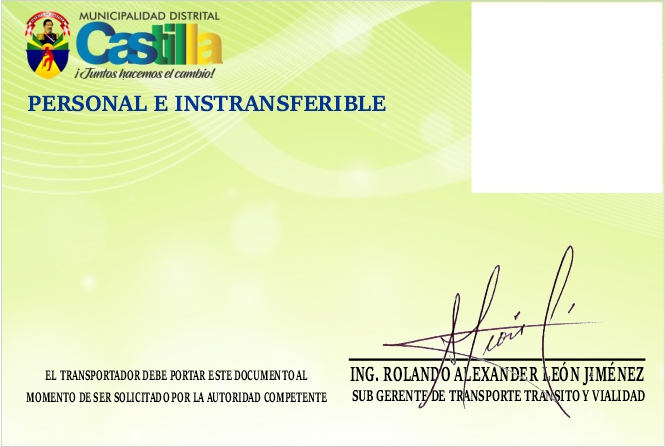 MUNICIPALIDAD DISTRITAL
Castilla
¡Juntos hacemos el cambio!
PERSONAL E INSTRANSFERIBLE
EL TRANSPORTADOR DEBE PORTAR ESTE DOCUMENTO AL
MOMENTO DE SER SOLICITADO POR LA AUTORIDAD COMPETENTE
ING. ROLANDO ALEXANDER LEÓN JIMÉNEZ
SUB GERENTE DE TRANSPORTE TRANSITO Y VIALIDAD